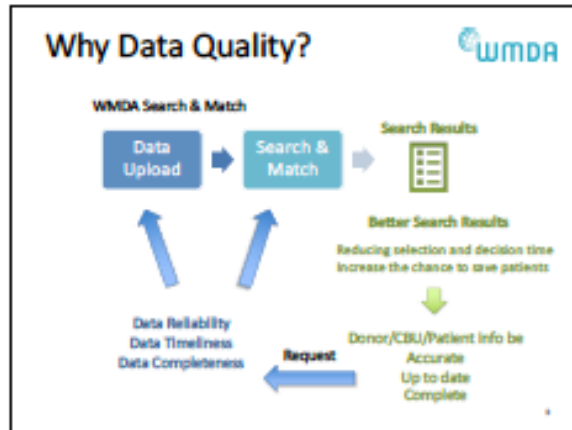 Why Data Quality?
WMDA
WMDA Search & Match
Data
Upload
Search &
Match
Search Results
Better Search Results
Reducing selection and decision time
Increase the chance to save patients
Donor/CBU/Patient info be
Accurate
Up to date
Complete
Request
Data Reliability
Data Timeliness
Data Completeness